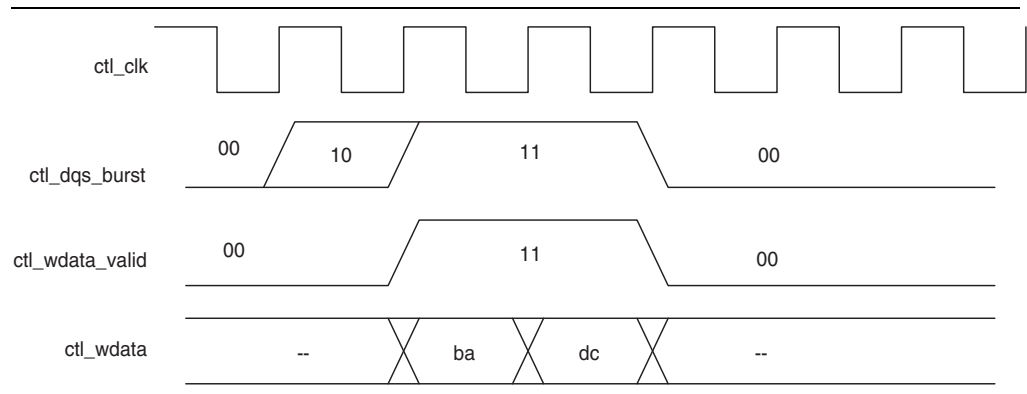 ctl_clk
00 10 11 00
ctl_dqs_burst
00 11 00
ctl_wdata_valid
ctl_wdata -- ba dc --